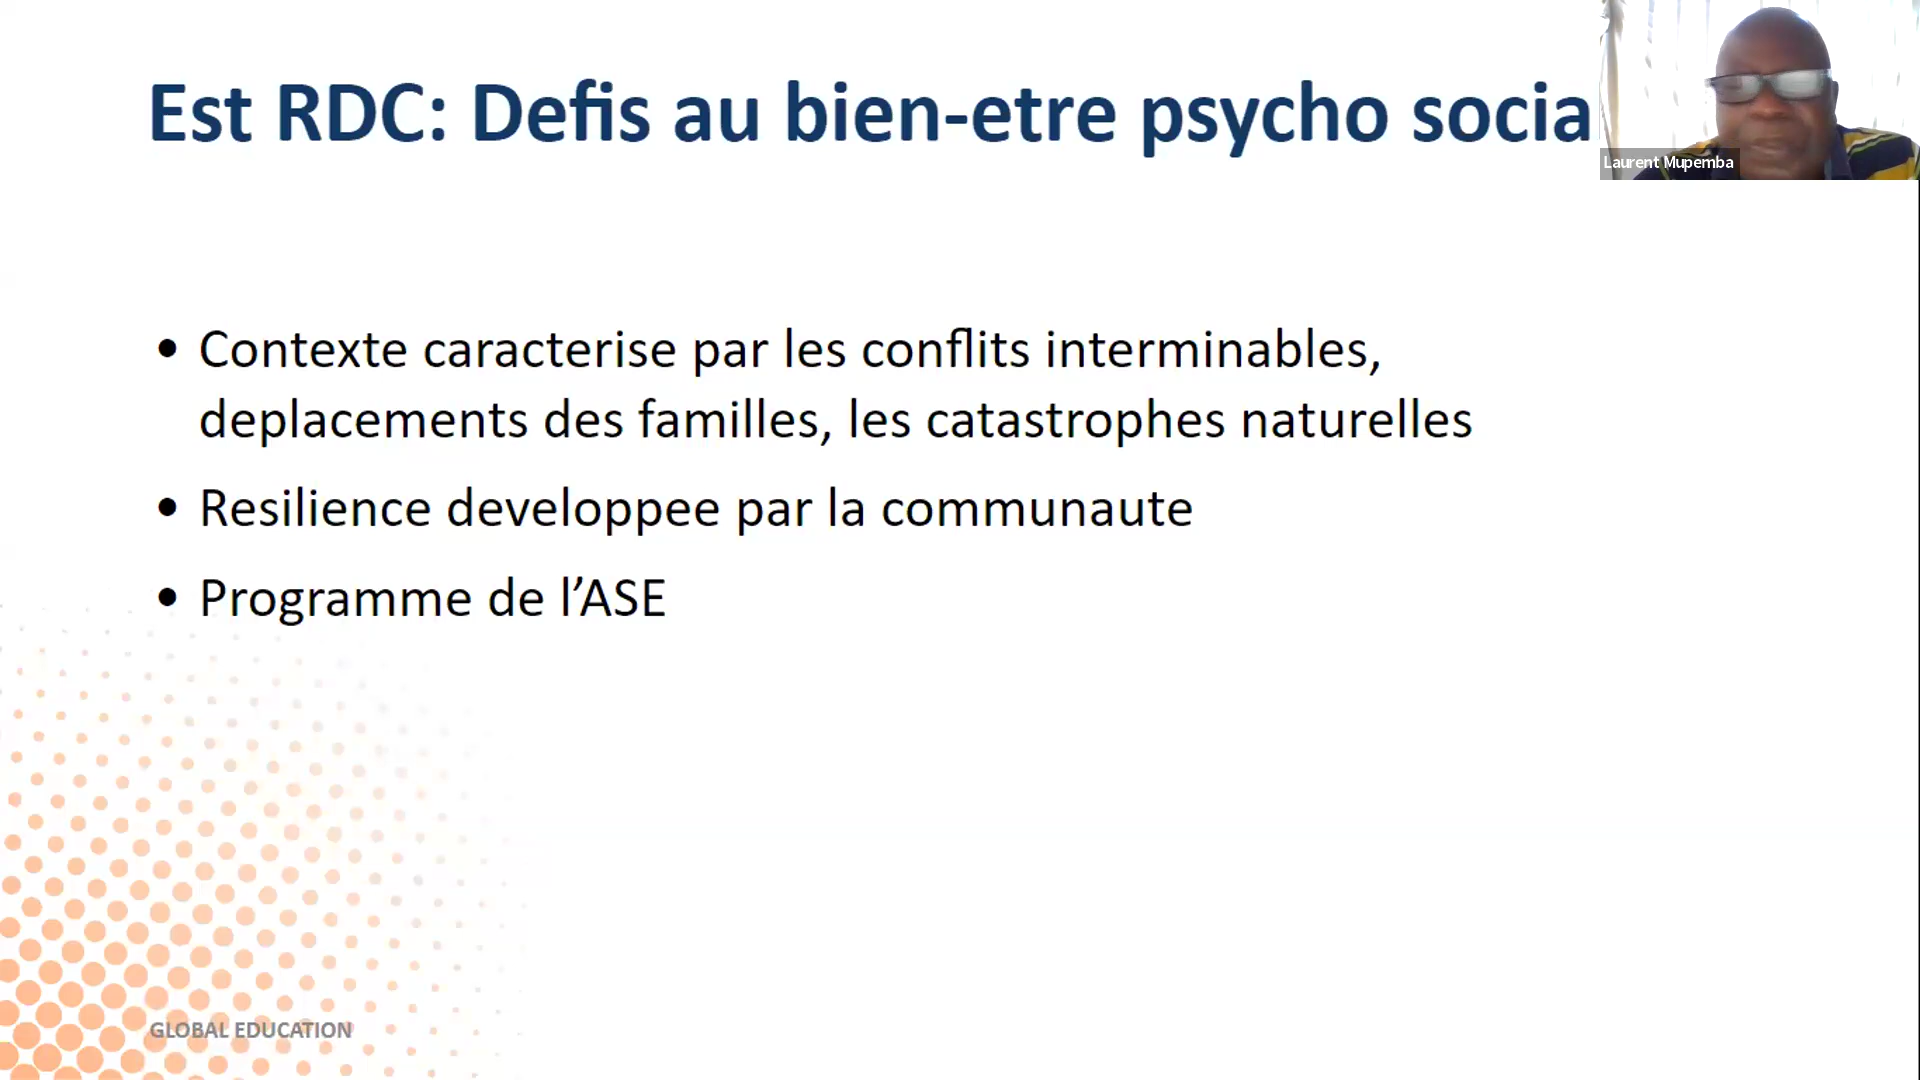 Est RDC: Defis au bien-etre psycho socia
Laurent Mupemba
• Contexte caracterise par les conflits interminables,
deplacements des familles, les catastrophes naturelles
• Resilience developpee par la communaute
• Programme de l’ASE
GLOBAL EDUCATION